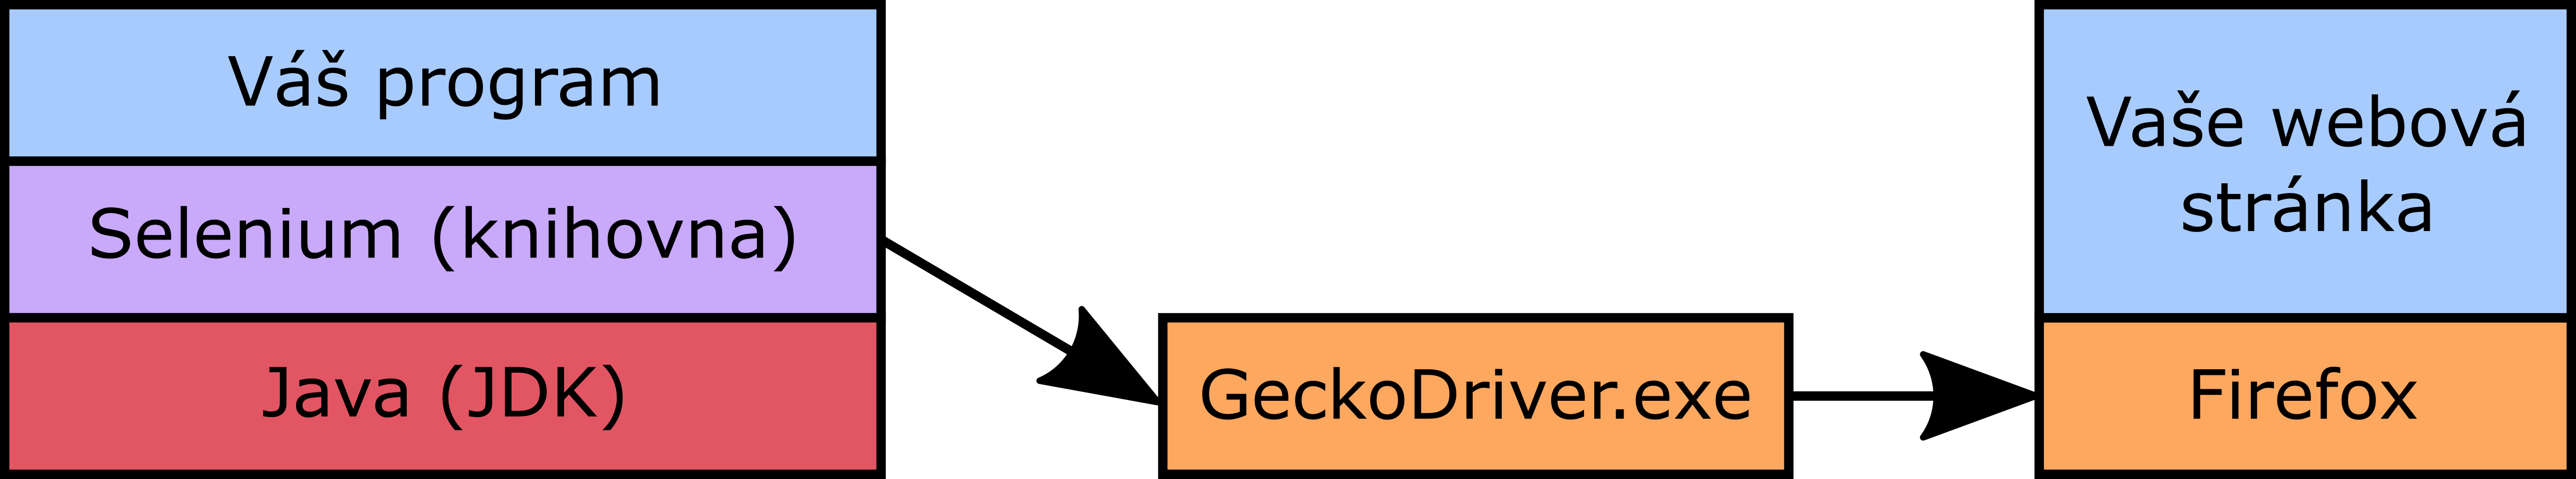 Váš program
Selenium (knihovna)
Java (JDK)
GeckoDriver.exe
Vaše webová
stránka
Firefox